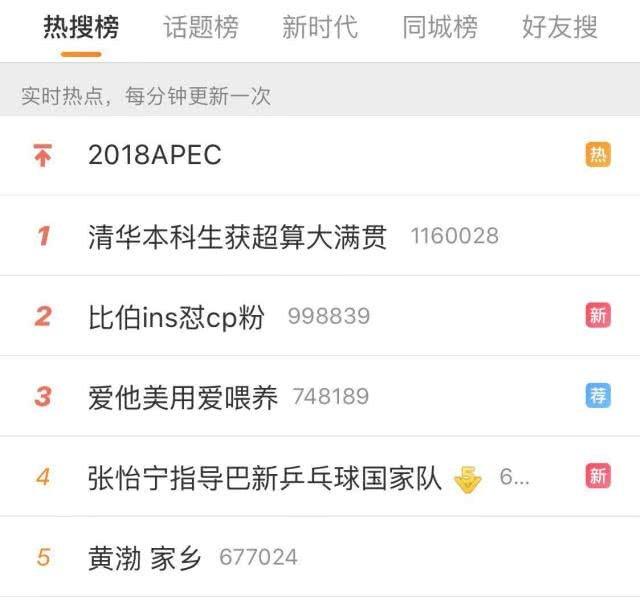 热搜榜 话题榜 新时代 同城榜 好友搜
实时热点，每分钟更新一次
2018APEC 热
1 清华本科生获超算大满贯 1160028
2 比伯ins怼cp粉 998839 新
3 爱他美用爱喂养 748189 荐
4 张怡宁指导巴新乒乓球国家队 5 6... 新
5 黄渤 家乡 677024